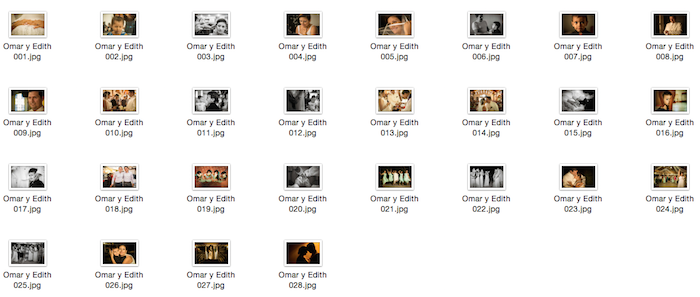 Omar y Edith Omar y Edith Omar y Edith Omar y Edith Omar y Edith Omar y Edith Omar y Edith Omar y Edith
001.jpg 002.jpg 003.jpg 004.jpg 005.jpg 006.jpg 007.jpg 008.jpg
Omar y Edith Omar y Edith Omar y Edith Omar y Edith Omar y Edith Omar y Edith Omar y Edith Omar y Edith
009.jpg 010.jpg 011.jpg 012.jpg 013.jpg 014.jpg 015.jpg 016.jpg
Omar y Edith Omar y Edith Omar y Edith Omar y Edith Omar y Edith Omar y Edith Omar y Edith Omar y Edith
017.jpg 018.jpg 019.jpg 020.jpg 021.jpg 022.jpg 023.jpg 024.jpg
Omar y Edith Omar y Edith Omar y Edith Omar y Edith
025.jpg 026.jpg 027.jpg 028.jpg